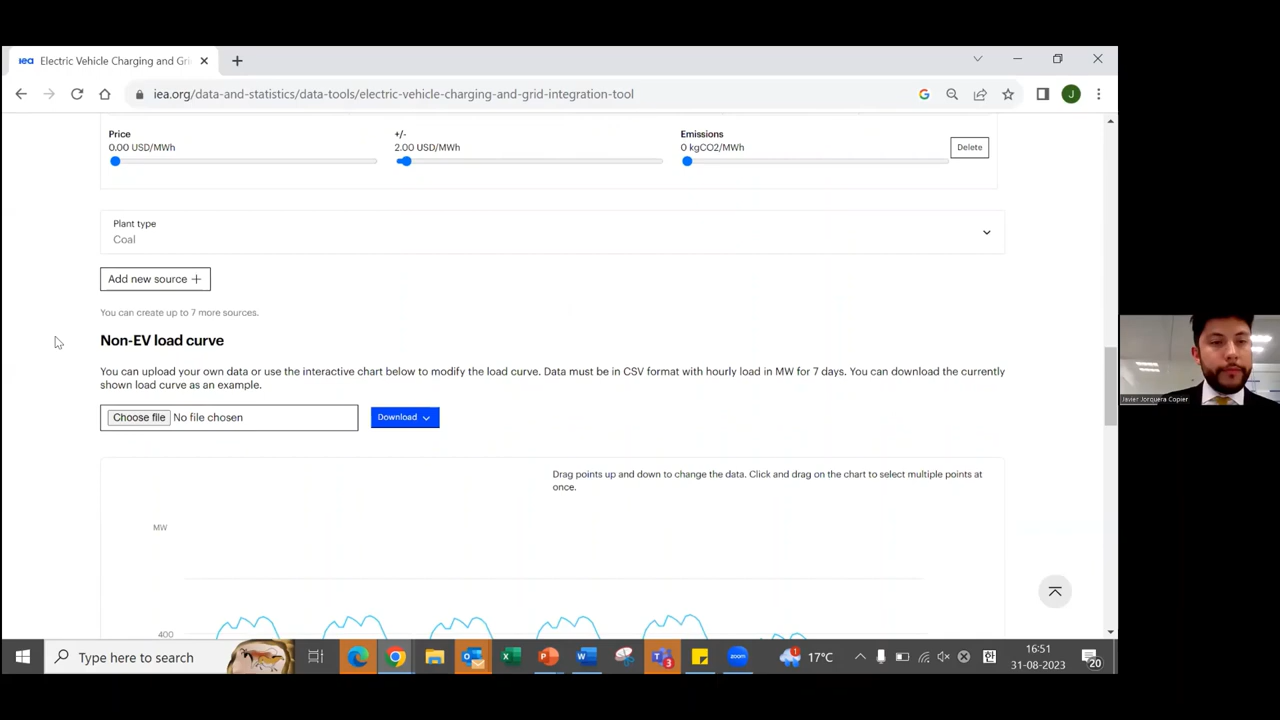 iea Electric Vehicle Charging and Gri
iea.org/data-and-statistics/data-tools/electric-vehicle-charging-and-grid-integration-tool
J
Price
0.00 USD/MWh
+/-
2.00 USD/MWh
Emissions
0 kgCO2/MWh
Delete
Plant type
Coal
Add new source +
You can create up to 7 more sources.
Non-EV load curve
You can upload your own data or use the interactive chart below to modify the load curve. Data must be in CSV format with hourly load in MW for 7 days. You can download the currently
shown load curve as an example.
Choose file No file chosen
Download
Drag points up and down to change the data. Click and drag on the chart to select multiple points at
once.
MW
400
Javier Jorquera Copier
Type here to search
3
zoom
17°C
한
16:51
31-08-2023
20